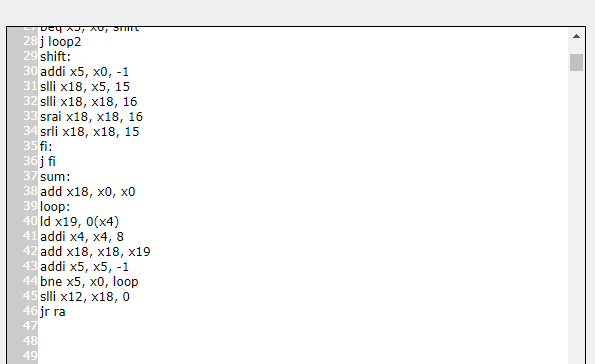 27 beq x5, x0, shift
28 j loop2
29 shift:
30 addi x5, x0, -1
31 slli x18, x5, 15
32 slli x18, x18, 16
33 srai x18, x18, 16
34 srli x18, x18, 15
35 fi:
36 j fi
37 sum:
38 add x18, x0, x0
39 loop:
40 ld x19, 0(x4)
41 addi x4, x4, 8
42 add x18, x18, x19
43 addi x5, x5, -1
44 bne x5, x0, loop
45 slli x12, x18, 0
46 jr ra
47
48
49